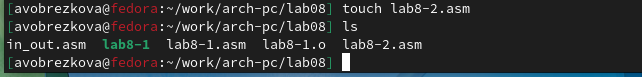 [avobrezkova@fedora:~/work/arch-pc/lab08] touch lab8-2.asm
[avobrezkova@fedora:~/work/arch-pc/lab08] ls
in_out.asm lab8-1 lab8-1.asm lab8-1.o lab8-2.asm
[avobrezkova@fedora:~/work/arch-pc/lab08]